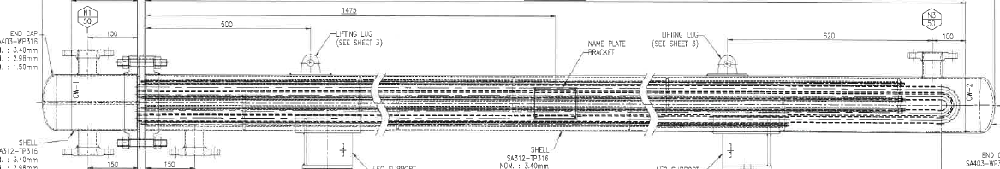 N1
50
1475
N3
50
END CAP
SA403-WP316
NOM. : 3.40mm
: 2.98mm
: 1.50mm
150
500
LIFTING LUG
(SEE SHEET 3)
NAME PLATE
BRACKET
LIFTING LUG
(SEE SHEET 3)
620
100
CW-1
CW-2
SHELL
SA312-TP316
: 3.40mm
: 2.98mm
150
150
LEG SUPPORT
SHELL
SA312-TP316
NOM. : 3.40mm
LEG SUPPORT
END
SA403-WP3